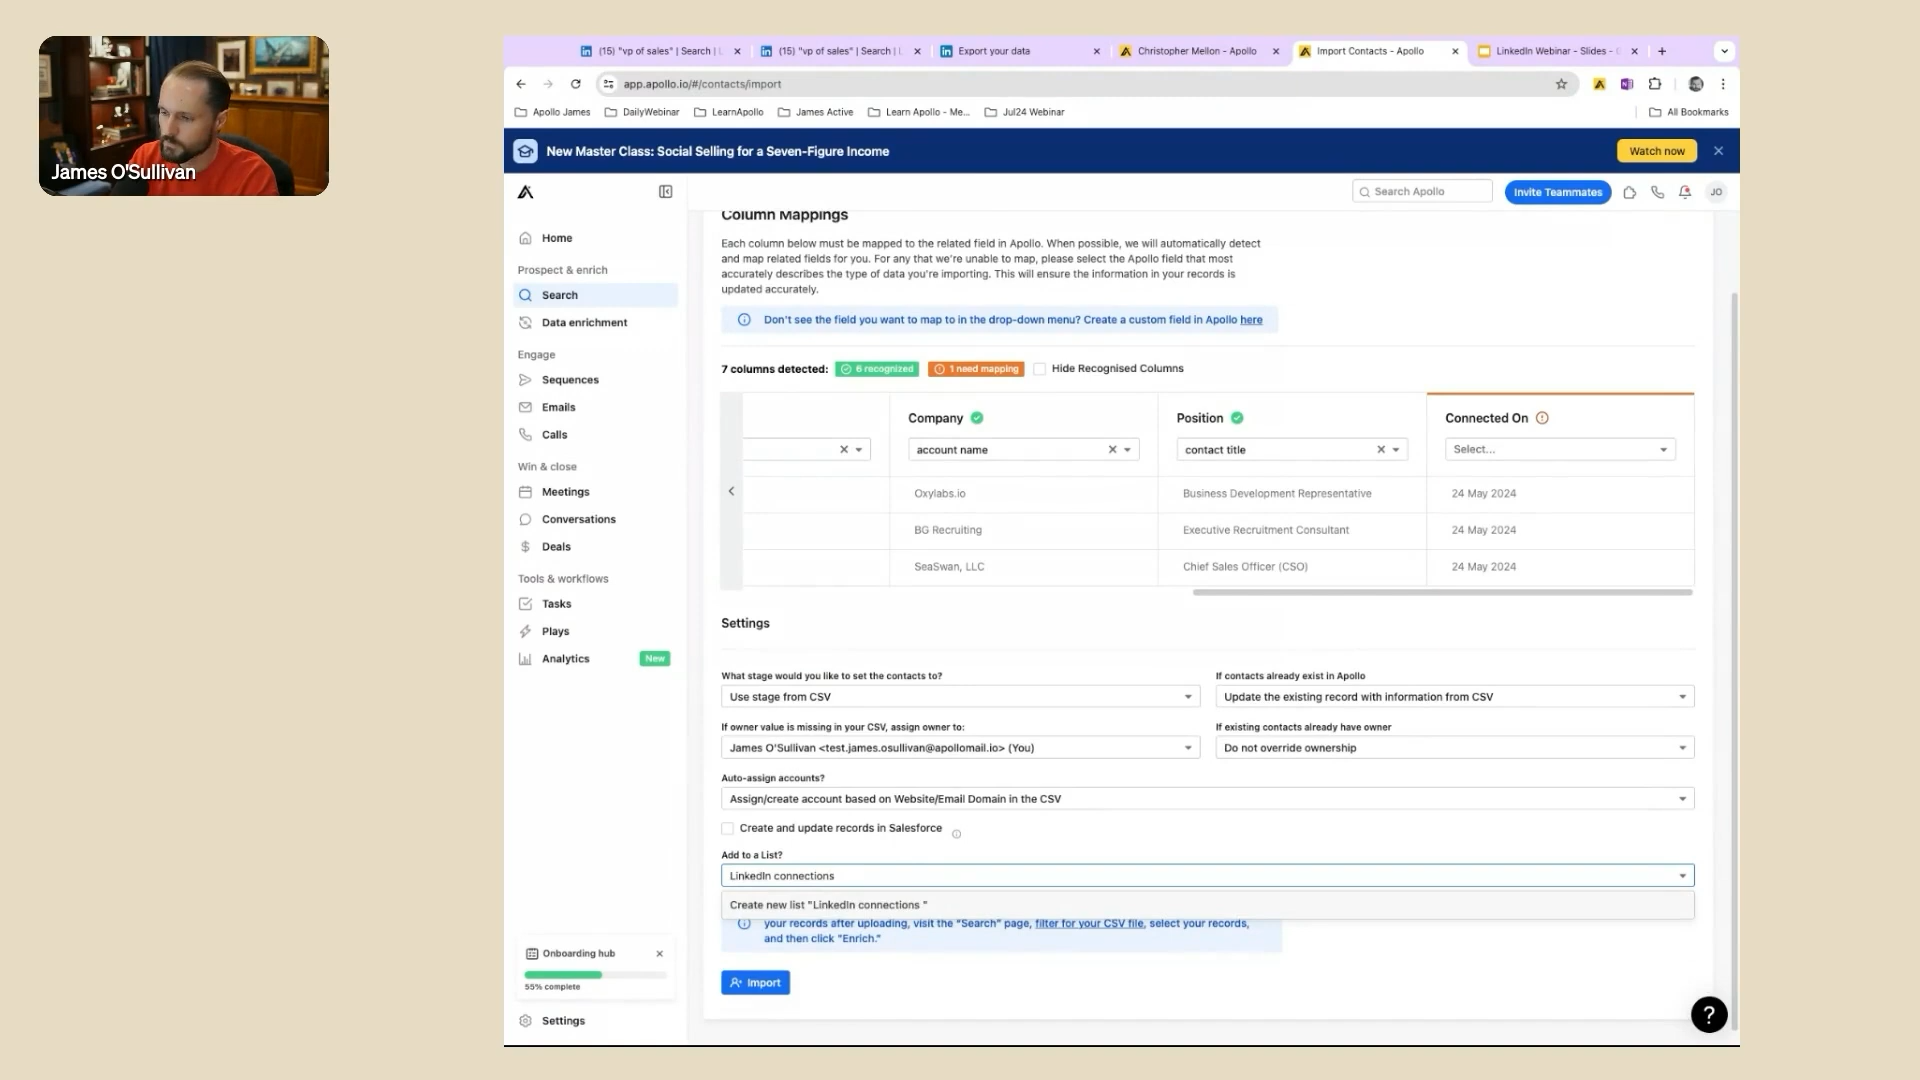 James O'Sullivan
(15) "vp of sales" | Search |
(15) "vp of sales" | Search |
Export your data
Christopher Mellon - Apollo
Import Contacts - Apollo
LinkedIn Webinar - Slides -
app.apollo.io/#/contacts/import
Apollo James
DailyWebinar
LearnApollo
James Active
Learn Apollo - Me...
Jul24 Webinar
All Bookmarks
New Master Class: Social Selling for a Seven-Figure Income
Watch now
Search Apollo
Invite Teammates
JO
Home
Prospect & enrich
Search
Data enrichment
Engage
Sequences
Emails
Calls
Win & close
Meetings
Conversations
Deals
Tools & workflows
Tasks
Plays
Analytics
New
Onboarding hub
55% complete
Settings
Column Mappings
Each column below must be mapped to the related field in Apollo. When possible, we will automatically detect
and map related fields for you. For any that we're unable to map, please select the Apollo field that most
accurately describes the type of data you're importing. This will ensure the information in your records is
updated accurately.
Don't see the field you want to map to in the drop-down menu? Create a custom field in Apollo here
7 columns detected:
6 recognized
1 need mapping
Hide Recognised Columns
Company
Position
Connected On
account name
contact title
Select...
Oxylabs.io
Business Development Representative
24 May 2024
BG Recruiting
Executive Recruitment Consultant
24 May 2024
SeaSwan, LLC
Chief Sales Officer (CSO)
24 May 2024
Settings
What stage would you like to set the contacts to?
If contacts already exist in Apollo
Use stage from CSV
Update the existing record with information from CSV
If owner value is missing in your CSV, assign owner to:
If existing contacts already have owner
James O'Sullivan <test.james.osullivan@apollomail.io> (You)
Do not override ownership
Auto-assign accounts?
Assign/create account based on Website/Email Domain in the CSV
Create and update records in Salesforce
Add to a List?
LinkedIn connections
Create new list "LinkedIn connections "
your records after uploading, visit the "Search" page, filter for your CSV file, select your records,
and then click "Enrich."
Import
?